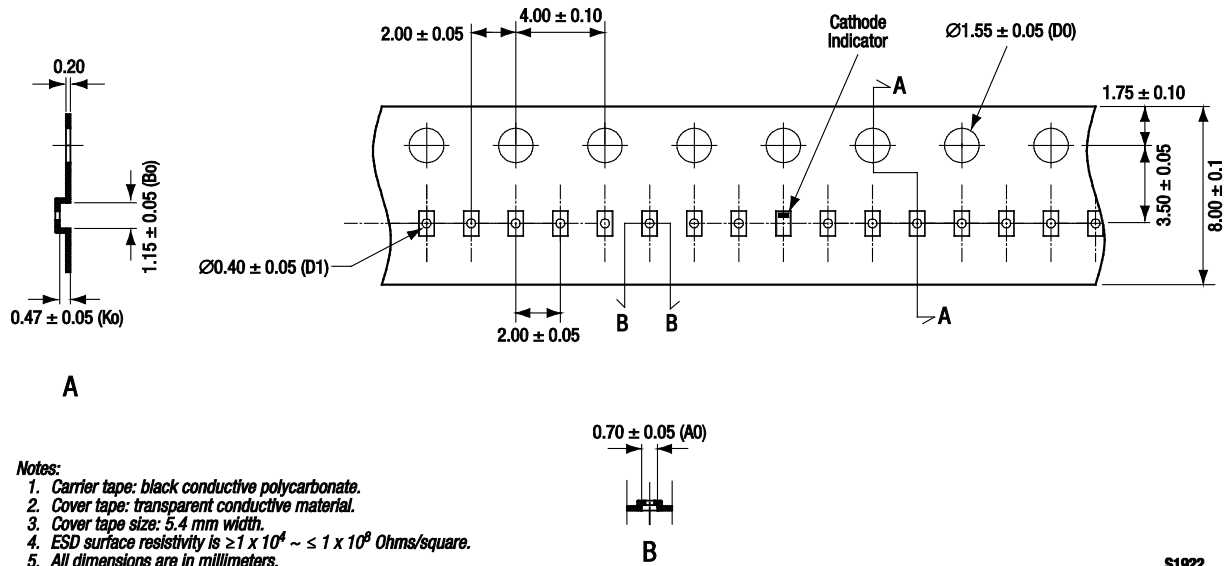 4.00 ± 0.10
2.00 ± 0.05
Cathode
Indicator
Ø1.55 ± 0.05 (D0)
0.20
A
1.75 ± 0.10
1.15 ± 0.05 (Bo)
3.50 ± 0.05
8.00 ± 0.1
Ø0.40 ± 0.05 (D1)
0.47 ± 0.05 (Ko)
B
B
A
2.00 ± 0.05
A
0.70 ± 0.05 (A0)
Notes:
1. Carrier tape: black conductive polycarbonate.
2. Cover tape: transparent conductive material.
3. Cover tape size: 5.4 mm width.
4. ESD surface resistivity is ≥1 x 10⁴ ~ ≤ 1 x 10⁸ Ohms/square.
5. All dimensions are in millimeters.
B
S1922